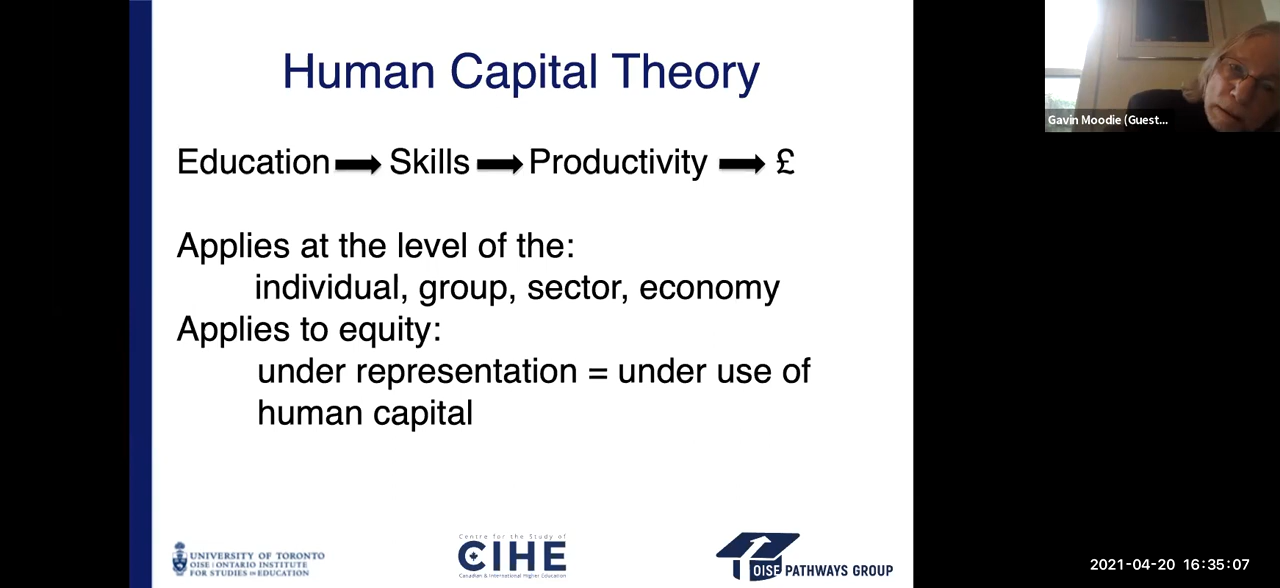 Human Capital Theory
Education → Skills → Productivity → £
Applies at the level of the:
individual, group, sector, economy
Applies to equity:
under representation = under use of
human capital
Gavin Moodie (Guest...
UNIVERSITY OF TORONTO
OISE | ONTARIO INSTITUTE
FOR STUDIES IN EDUCATION
Centre for the Study of
CIHE
Canadian & International Higher Education
OISE PATHWAYS GROUP
2021-04-20 16:35:07